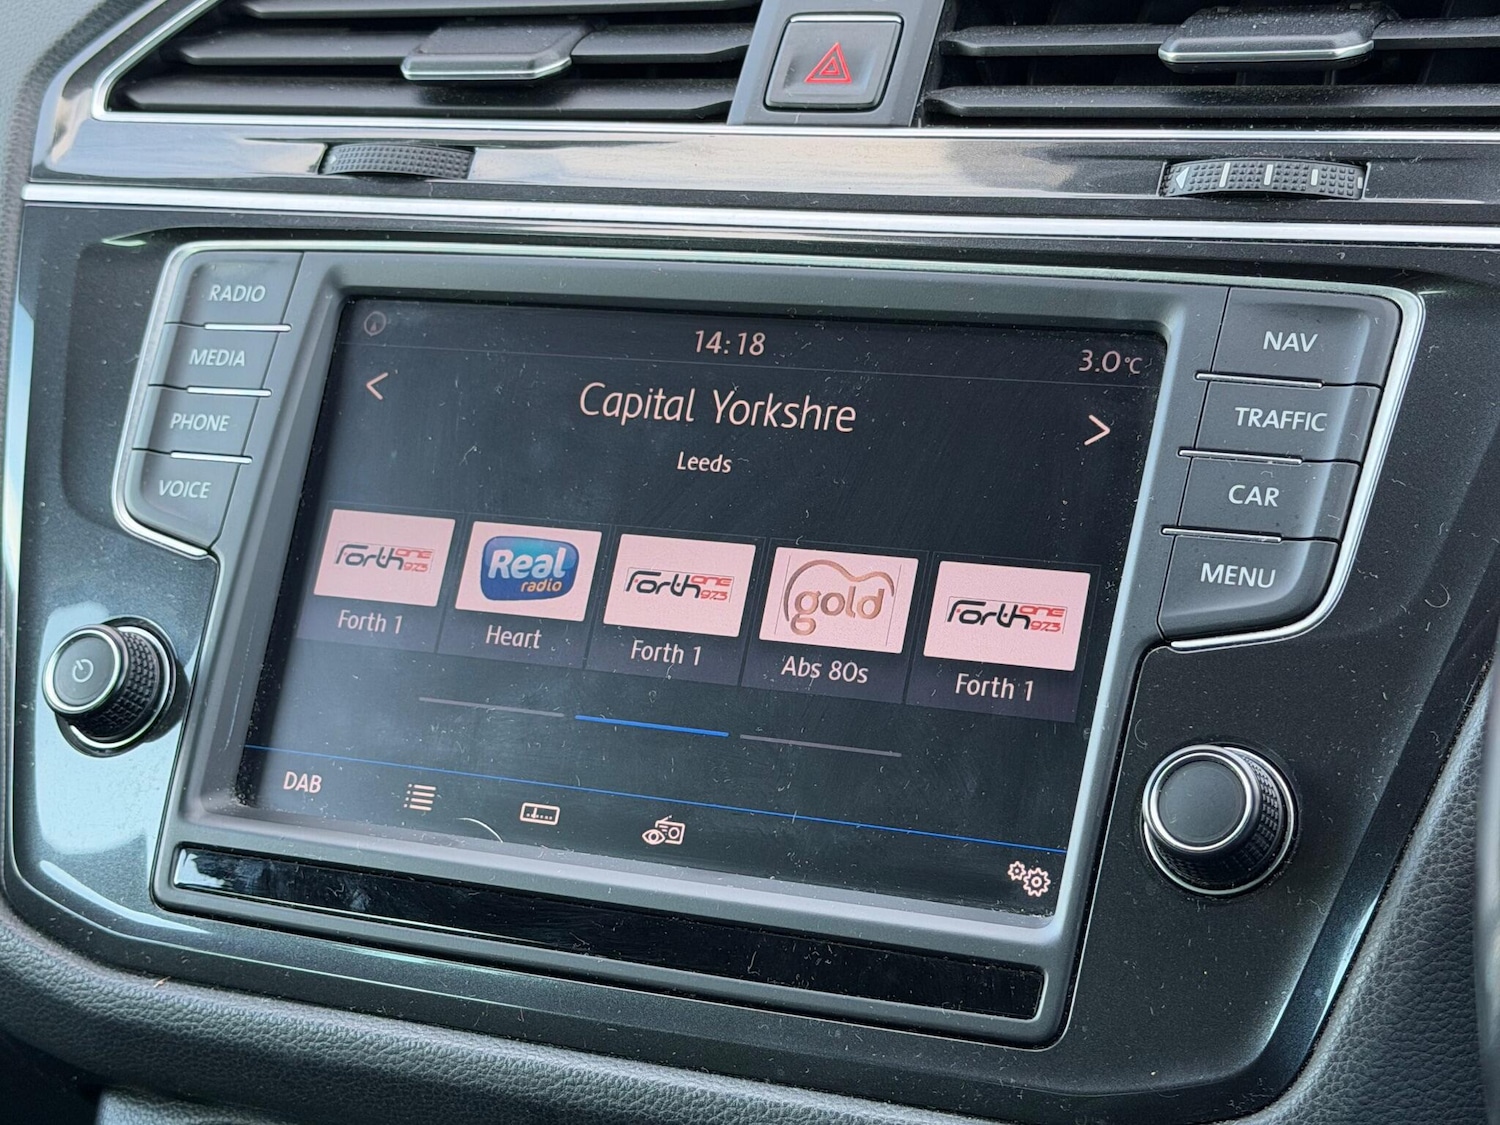 RADIO
MEDIA
PHONE
VOICE
14:18
3.0°C
< Capital Yorkshre >
Leeds
Forth ONE 97.3
Real radio
Forth ONE 97.3
gold
Forth ONE 97.3
Forth 1
Heart
Forth 1
Abs 80s
Forth 1
DAB
NAV
TRAFFIC
CAR
MENU